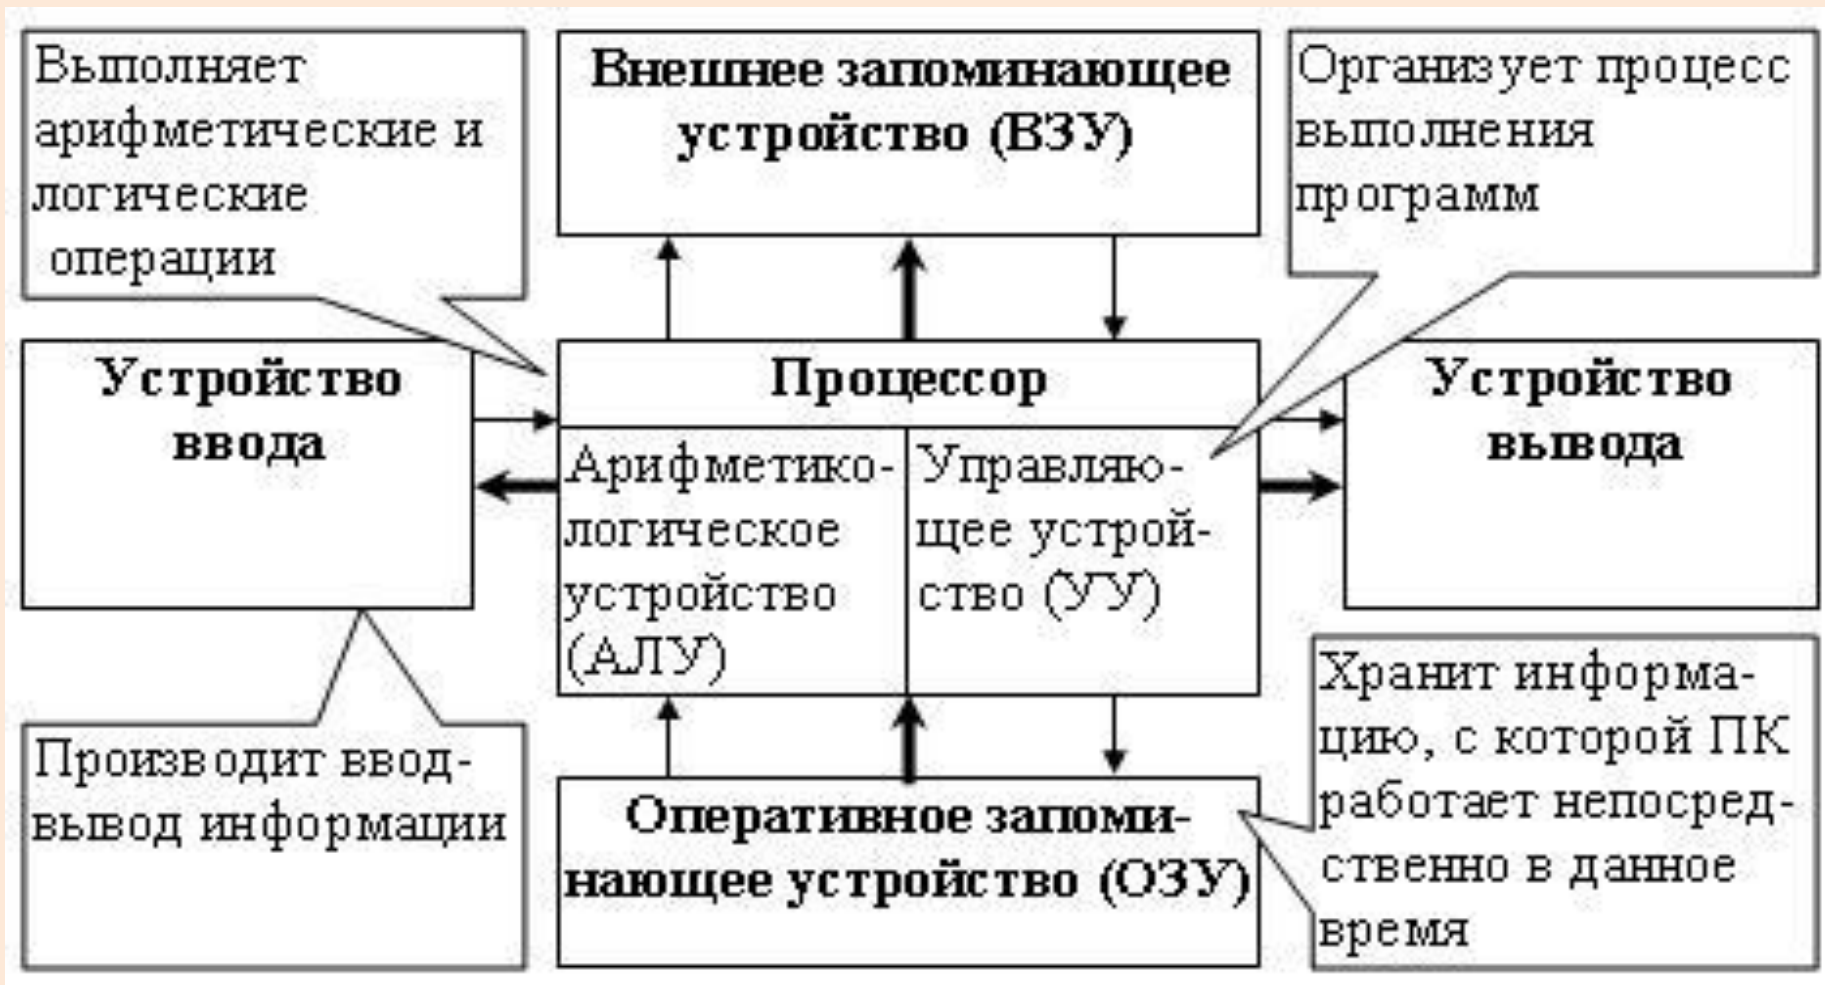 Выполняет
арифметические и
логические
операции
Внешнее запоминающее
устройство (ВЗУ)
Организует процесс
выполнения
программ
Устройство
ввода
Процессор
Арифметико-
логическое
устройство
(АЛУ)
Управляю-
щее устрой-
ство (УУ)
Устройство
вывода
Производит ввод-
вывод информации
Оперативное запоми-
нающее устройство (ОЗУ)
Хранит информа-
цию, с которой ПК
работает непосред-
ственно в данное
время